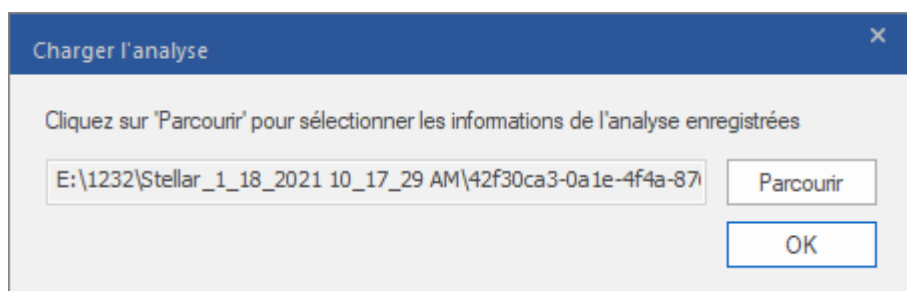 Charger l'analyse
Cliquez sur 'Parcourir' pour sélectionner les informations de l'analyse enregistrées
E:\1232\Stellar_1_18_2021 10_17_29 AM\42f30ca3-0a1e-4f4a-87
Parcourir
OK